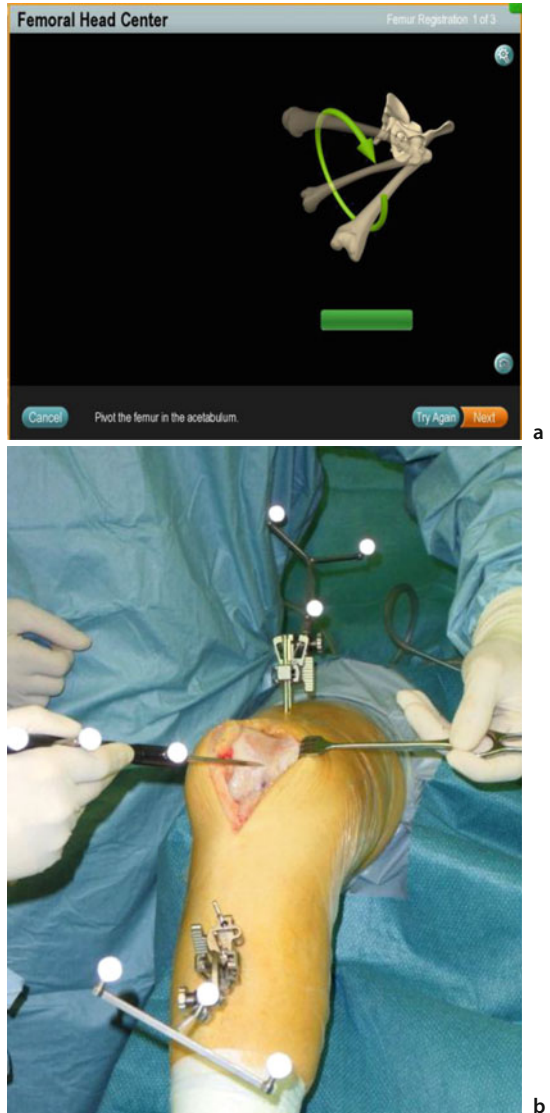 Femoral Head Center
Femur Registration 1 of 3
Cancel
Pivot the femur in the acetabulum.
Try Again
Next
a
b